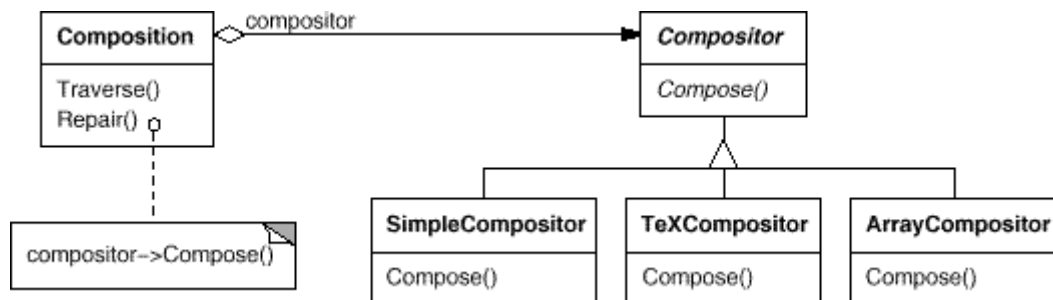 Composition
compositor
Compositor
Traverse()
Repair()
Compose()
compositor–>Compose()
SimpleCompositor
TeXCompositor
ArrayCompositor
Compose()
Compose()
Compose()